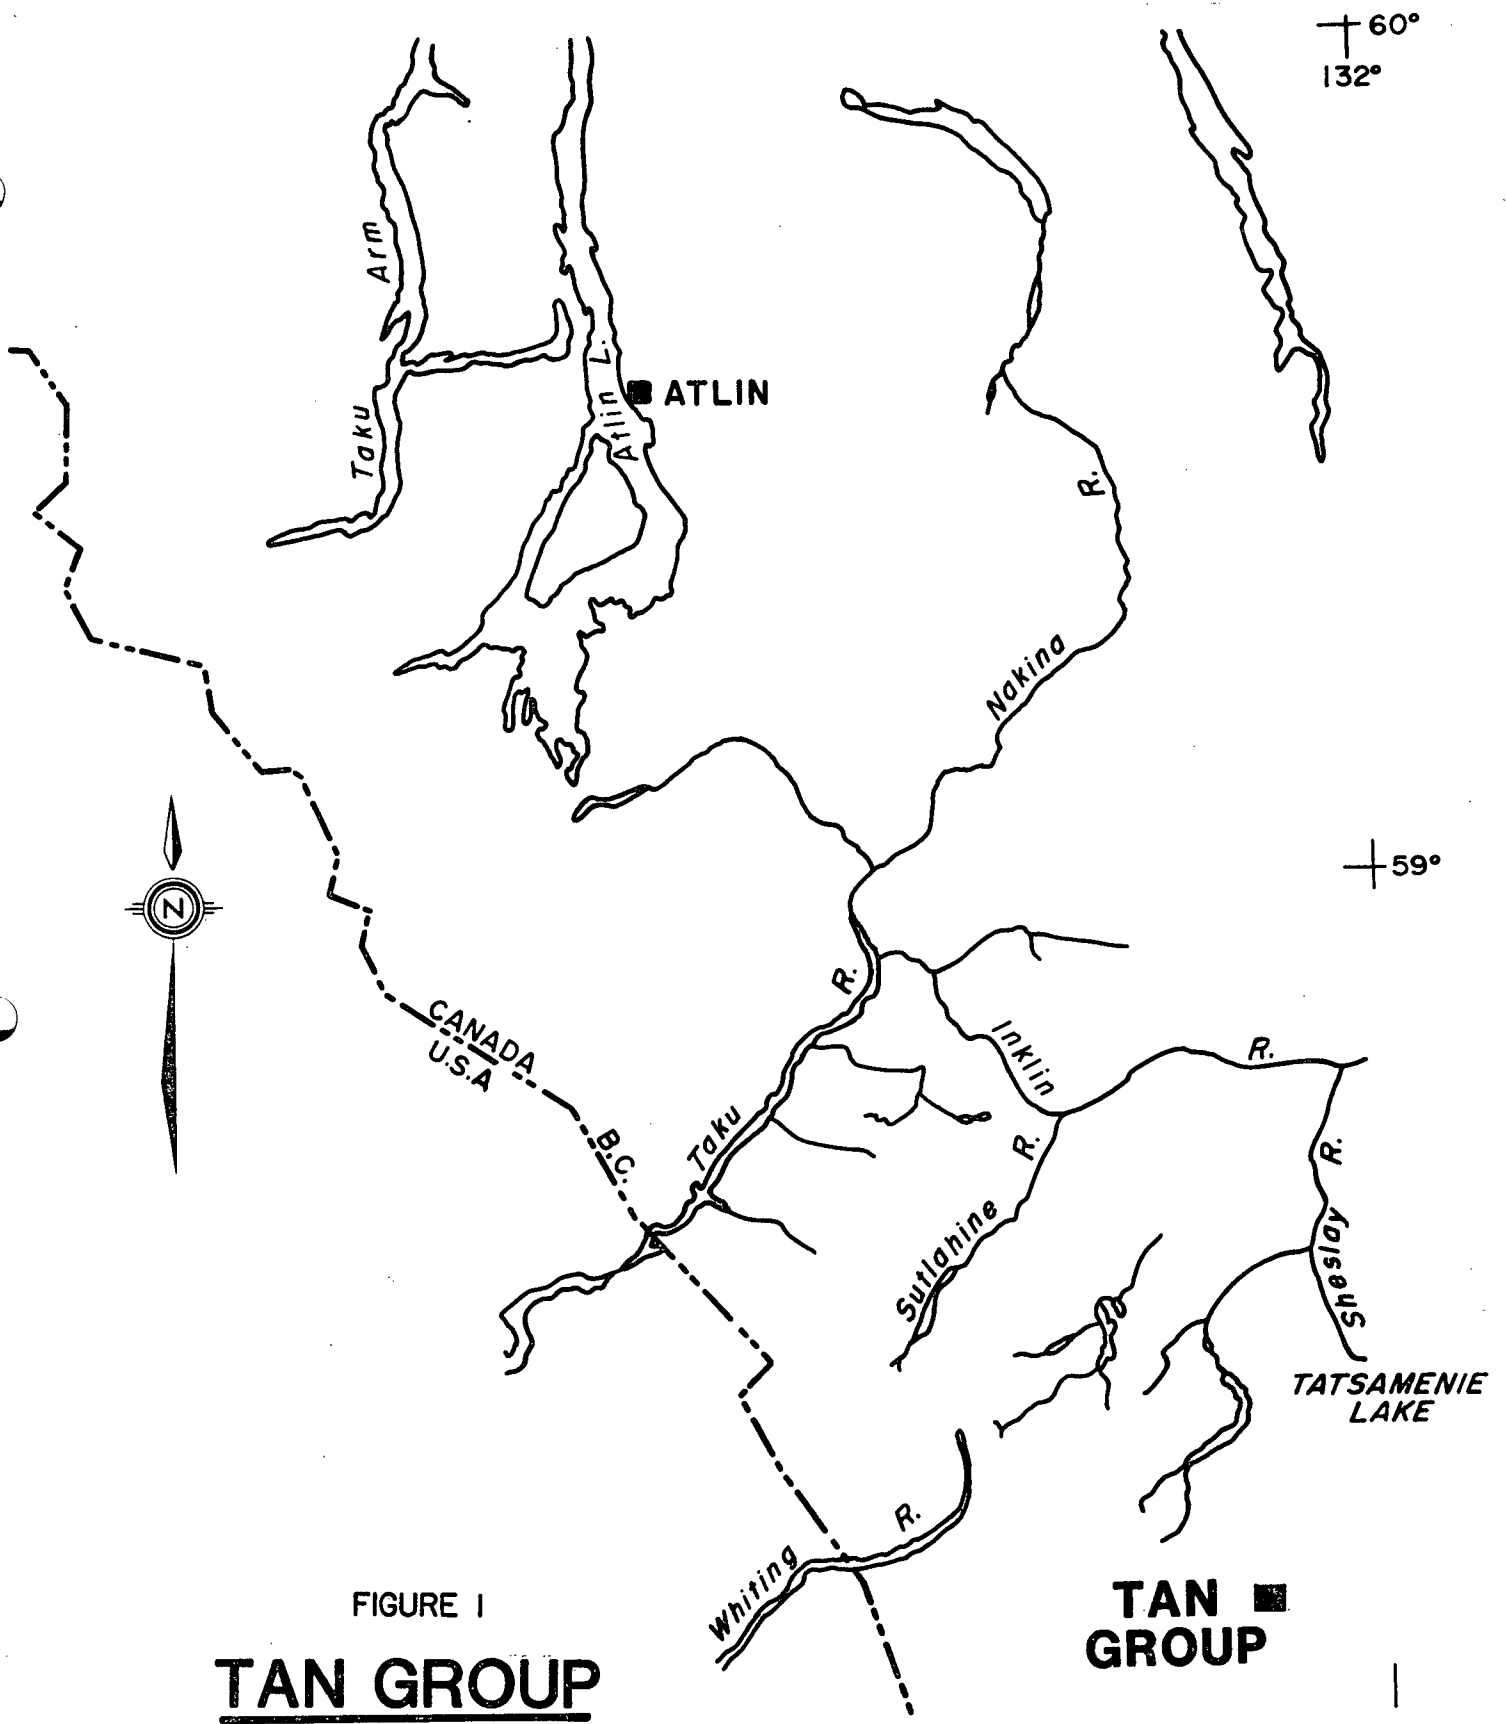 60°
132°
Arm
Taku
Atlin L.
ATLIN
R.
Nakina
59°
N
R.
CANADA
U.S.A
Inklin
R.
Taku
B.C.
R.
R.
Sutlahine
Sheslay
TATSAMENIE
LAKE
R.
Whiting
FIGURE 1
TAN
GROUP
TAN GROUP